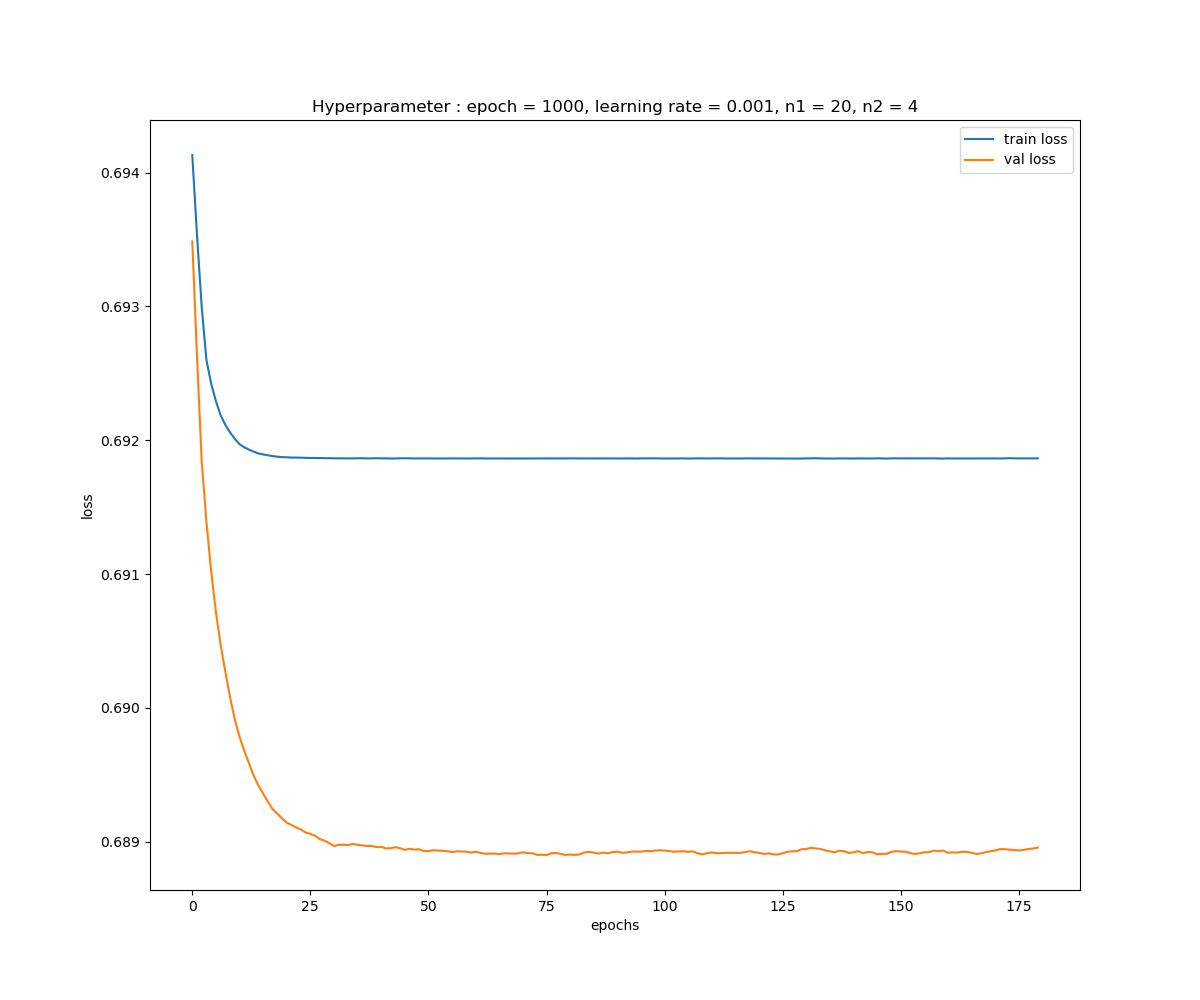 Hyperparameter : epoch = 1000, learning rate = 0.001, n1 = 20, n2 = 4
train loss
val loss
0.694
0.693
0.692
0.691
0.690
0.689
loss
0 25 50 75 100 125 150 175
epochs